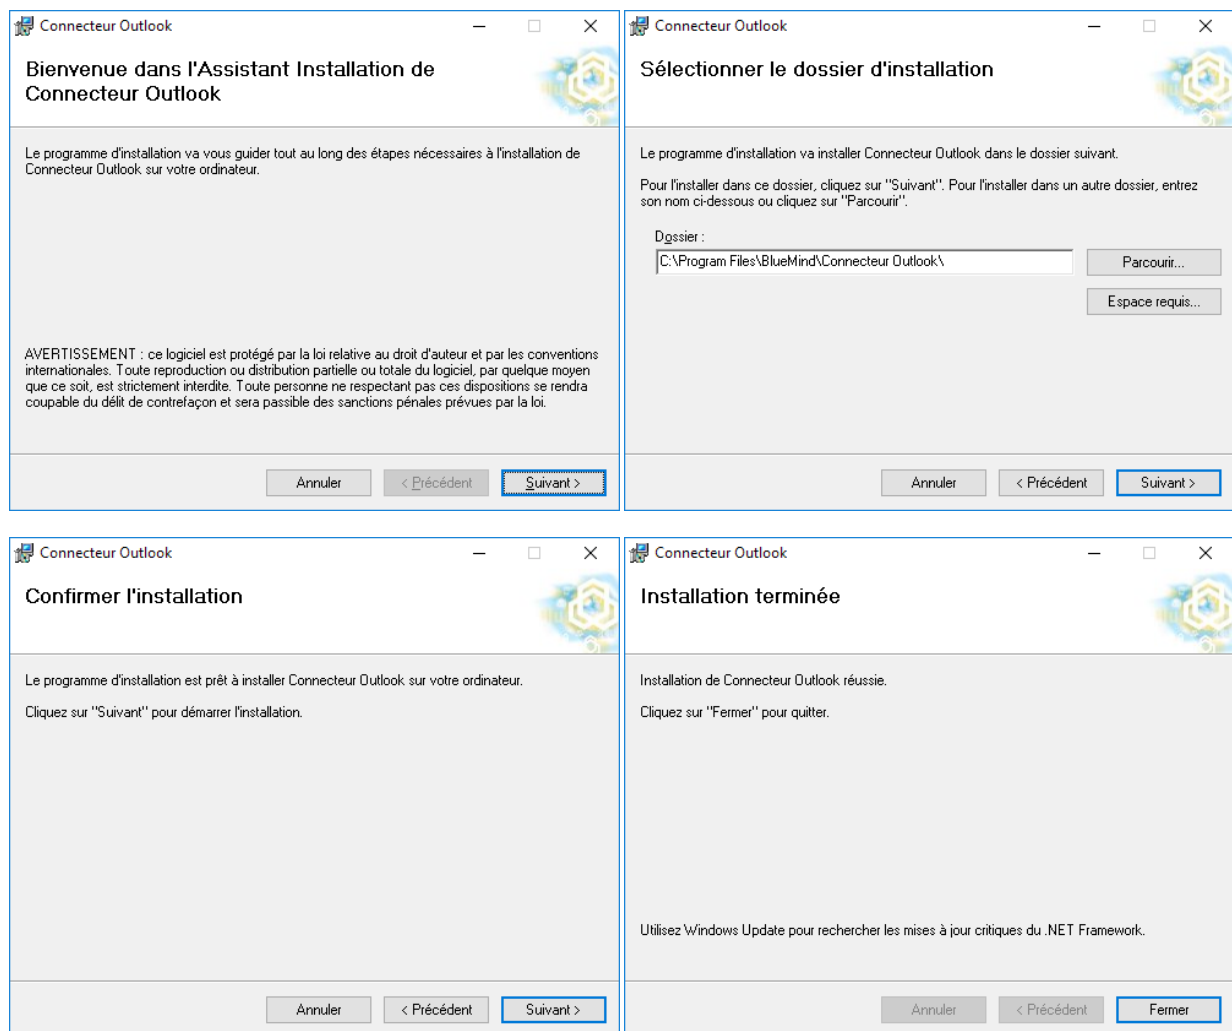 Connecteur Outlook
Bienvenue dans l'Assistant Installation de
Connecteur Outlook
Le programme d'installation va vous guider tout au long des étapes nécessaires à l'installation de
Connecteur Outlook sur votre ordinateur.
AVERTISSEMENT : ce logiciel est protégé par la loi relative au droit d'auteur et par les conventions
internationales. Toute reproduction ou distribution partielle ou totale du logiciel, par quelque moyen
que ce soit, est strictement interdite. Toute personne ne respectant pas ces dispositions se rendra
coupable du délit de contrefaçon et sera passible des sanctions pénales prévues par la loi.
Annuler
< Précédent
Suivant >
Connecteur Outlook
Sélectionner le dossier d'installation
Le programme d'installation va installer Connecteur Outlook dans le dossier suivant.
Pour l'installer dans ce dossier, cliquez sur "Suivant". Pour l'installer dans un autre dossier, entrez
son nom ci-dessous ou cliquez sur "Parcourir".
Dossier :
C:\Program Files\BlueMind\Connecteur Outlook\
Parcourir...
Espace requis...
Annuler
< Précédent
Suivant >
Connecteur Outlook
Confirmer l'installation
Le programme d'installation est prêt à installer Connecteur Outlook sur votre ordinateur.
Cliquez sur "Suivant" pour démarrer l'installation.
Annuler
< Précédent
Suivant >
Connecteur Outlook
Installation terminée
Installation de Connecteur Outlook réussie.
Cliquez sur "Fermer" pour quitter.
Utilisez Windows Update pour rechercher les mises à jour critiques du .NET Framework.
Annuler
< Précédent
Fermer